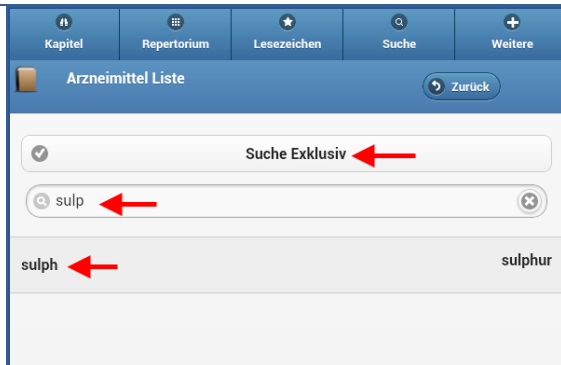 Kapitel Repertorium Lesezeichen Suche Weitere
Arzneimittel Liste Zurück
Suche Exklusiv
sulp
sulph sulphur